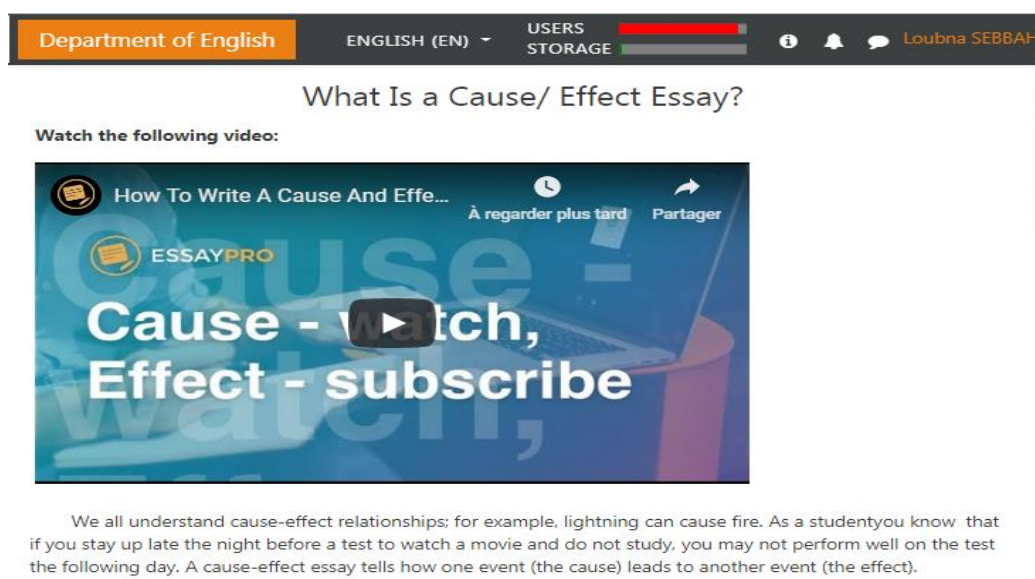 Department of English
ENGLISH (EN)
USERS
STORAGE
Loubna SEBBAH
What Is a Cause/ Effect Essay?
Watch the following video:
How To Write A Cause And Effe...
À regarder plus tard
Partager
ESSAYPRO
Cause - watch,
Effect - subscribe
We all understand cause-effect relationships; for example, lightning can cause fire. As a studentyou know that
if you stay up late the night before a test to watch a movie and do not study, you may not perform well on the test
the following day. A cause-effect essay tells how one event (the cause) leads to another event (the effect).